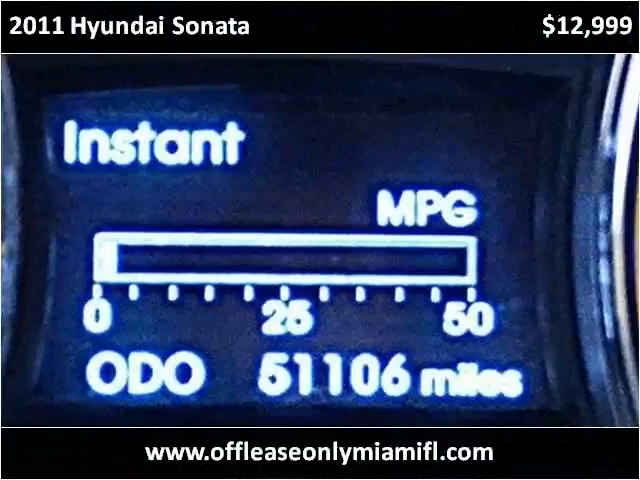 2011 Hyundai Sonata $12,999
Instant
MPG
0 25 50
ODO 51106 miles
www.offleaseonlymiamifl.com